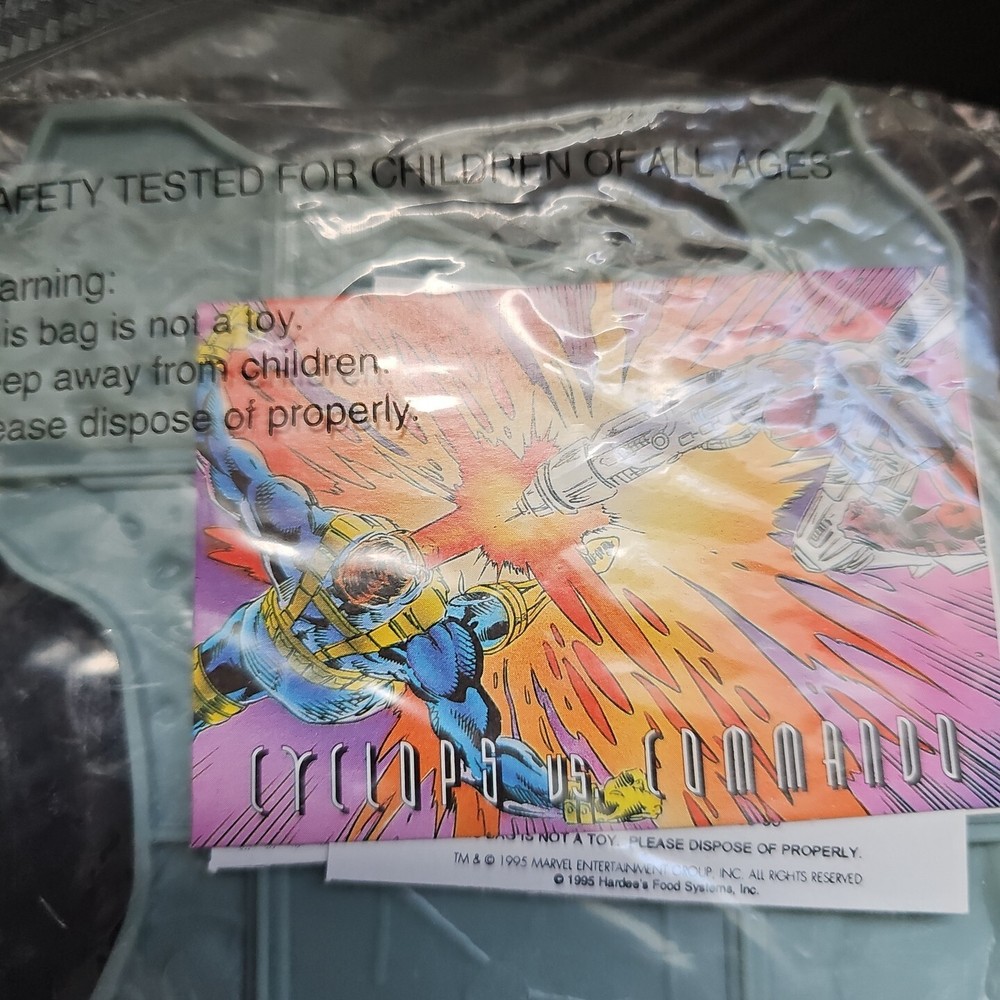 AFETY TESTED FOR CHILDREN OF ALL AGES
arning:
is bag is not a toy.
eep away from children.
ease dispose of properly.
CYCLOPS VS. COMMANDO
IS NOT A TOY. PLEASE DISPOSE OF PROPERLY.
TM & © 1995 MARVEL ENTERTAINMENT GROUP, INC. ALL RIGHTS RESERVED
© 1995 Hardee's Food Systems, Inc.